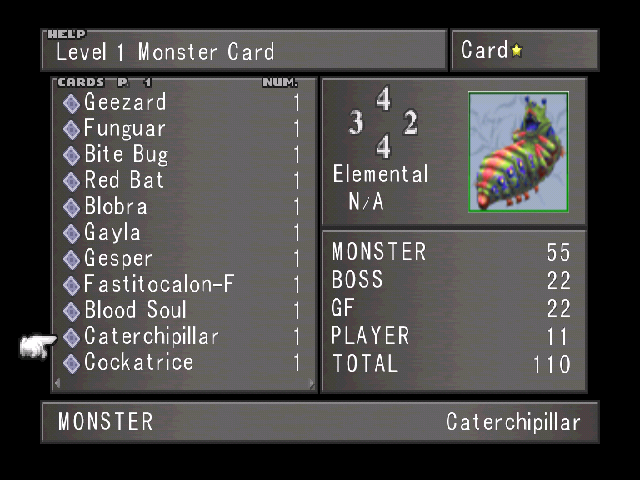 HELP
Level 1 Monster Card
Card
CARDS P. 1 NUM.
Geezard 1
Funguar 1
Bite Bug 1
Red Bat 1
Blobra 1
Gayla 1
Gesper 1
Fastitocalon-F 1
Blood Soul 1
Caterchipillar 1
Cockatrice 1
4
3 2
4
Elemental
N/A
MONSTER 55
BOSS 22
GF 22
PLAYER 11
TOTAL 110
MONSTER Caterchipillar